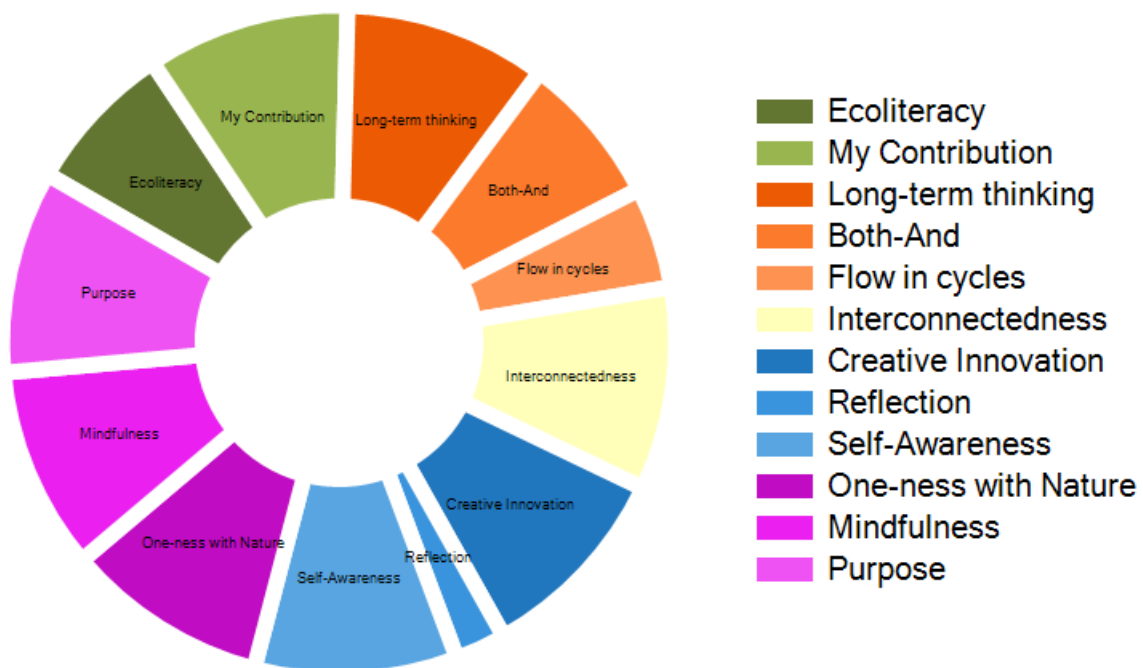 My Contribution
Long-term thinking
Ecoliteracy
Both-And
Flow in cycles
Purpose
Interconnectedness
Mindfulness
Creative Innovation
One-ness with Nature
Reflection
Self-Awareness
Ecoliteracy
My Contribution
Long-term thinking
Both-And
Flow in cycles
Interconnectedness
Creative Innovation
Reflection
Self-Awareness
One-ness with Nature
Mindfulness
Purpose